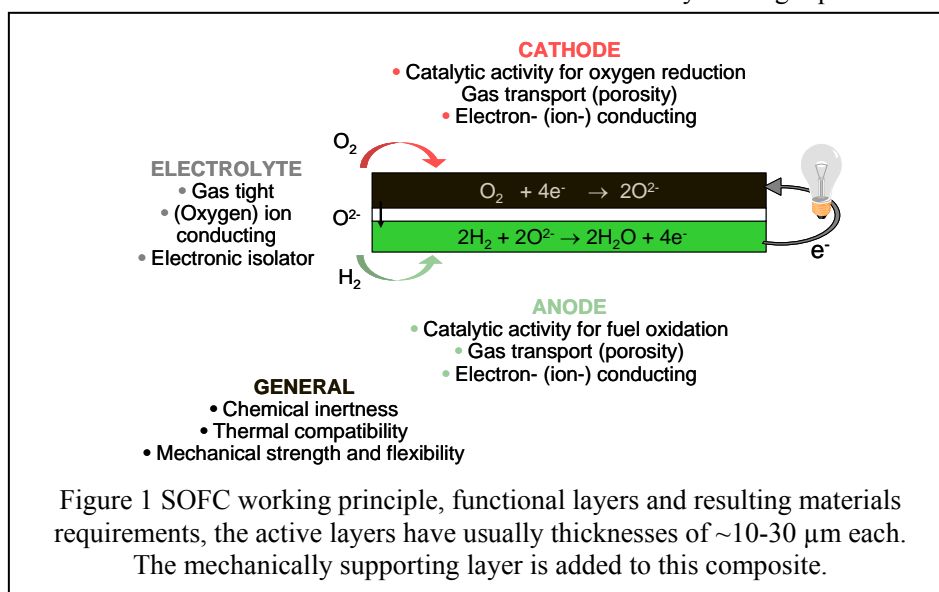 CATHODE
• Catalytic activity for oxygen reduction
Gas transport (porosity)
• Electron- (ion-) conducting
O₂
ELECTROLYTE
• Gas tight
• (Oxygen) ion
conducting
• Electronic isolator
O²⁻
O₂ + 4e⁻ → 2O²⁻
2H₂ + 2O²⁻ → 2H₂O + 4e⁻
e⁻
H₂
ANODE
• Catalytic activity for fuel oxidation
• Gas transport (porosity)
• Electron- (ion-) conducting
GENERAL
• Chemical inertness
• Thermal compatibility
• Mechanical strength and flexibility
Figure 1 SOFC working principle, functional layers and resulting materials
requirements, the active layers have usually thicknesses of ~10-30 µm each.
The mechanically supporting layer is added to this composite.